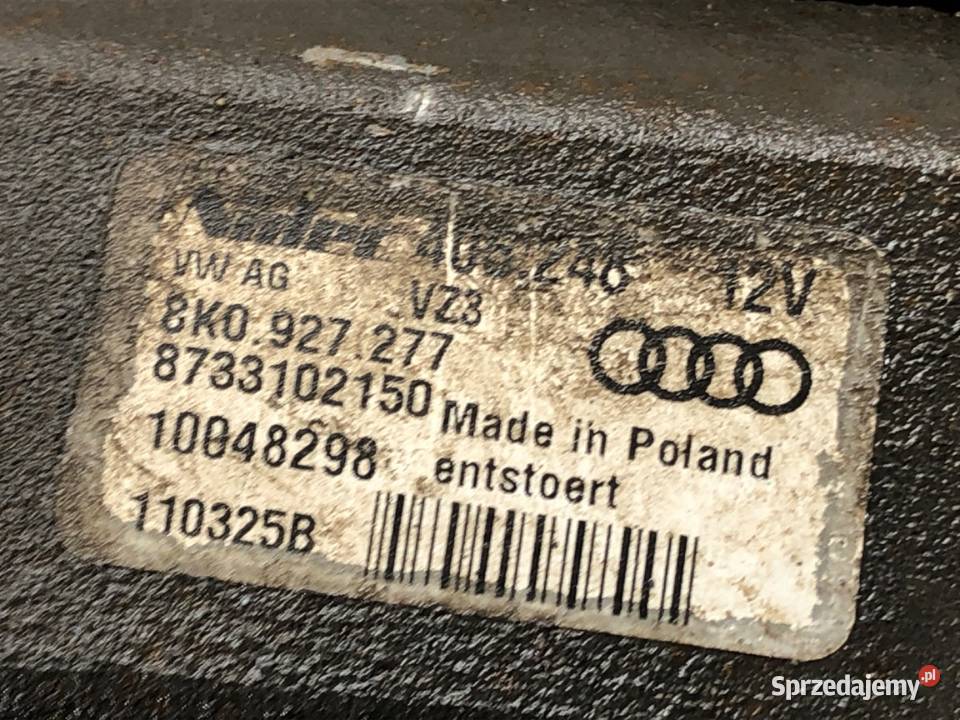 12V
VW AG
VZ3
8K0.927.277
8733102150
Made in Poland
10048298
entstoert
110325B
Sprzedajemy.pl